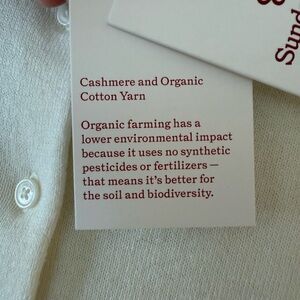 Sund
Cashmere and Organic
Cotton Yarn
Organic farming has a
lower environmental impact
because it uses no synthetic
pesticides or fertilizers —
that means it's better for
the soil and biodiversity.